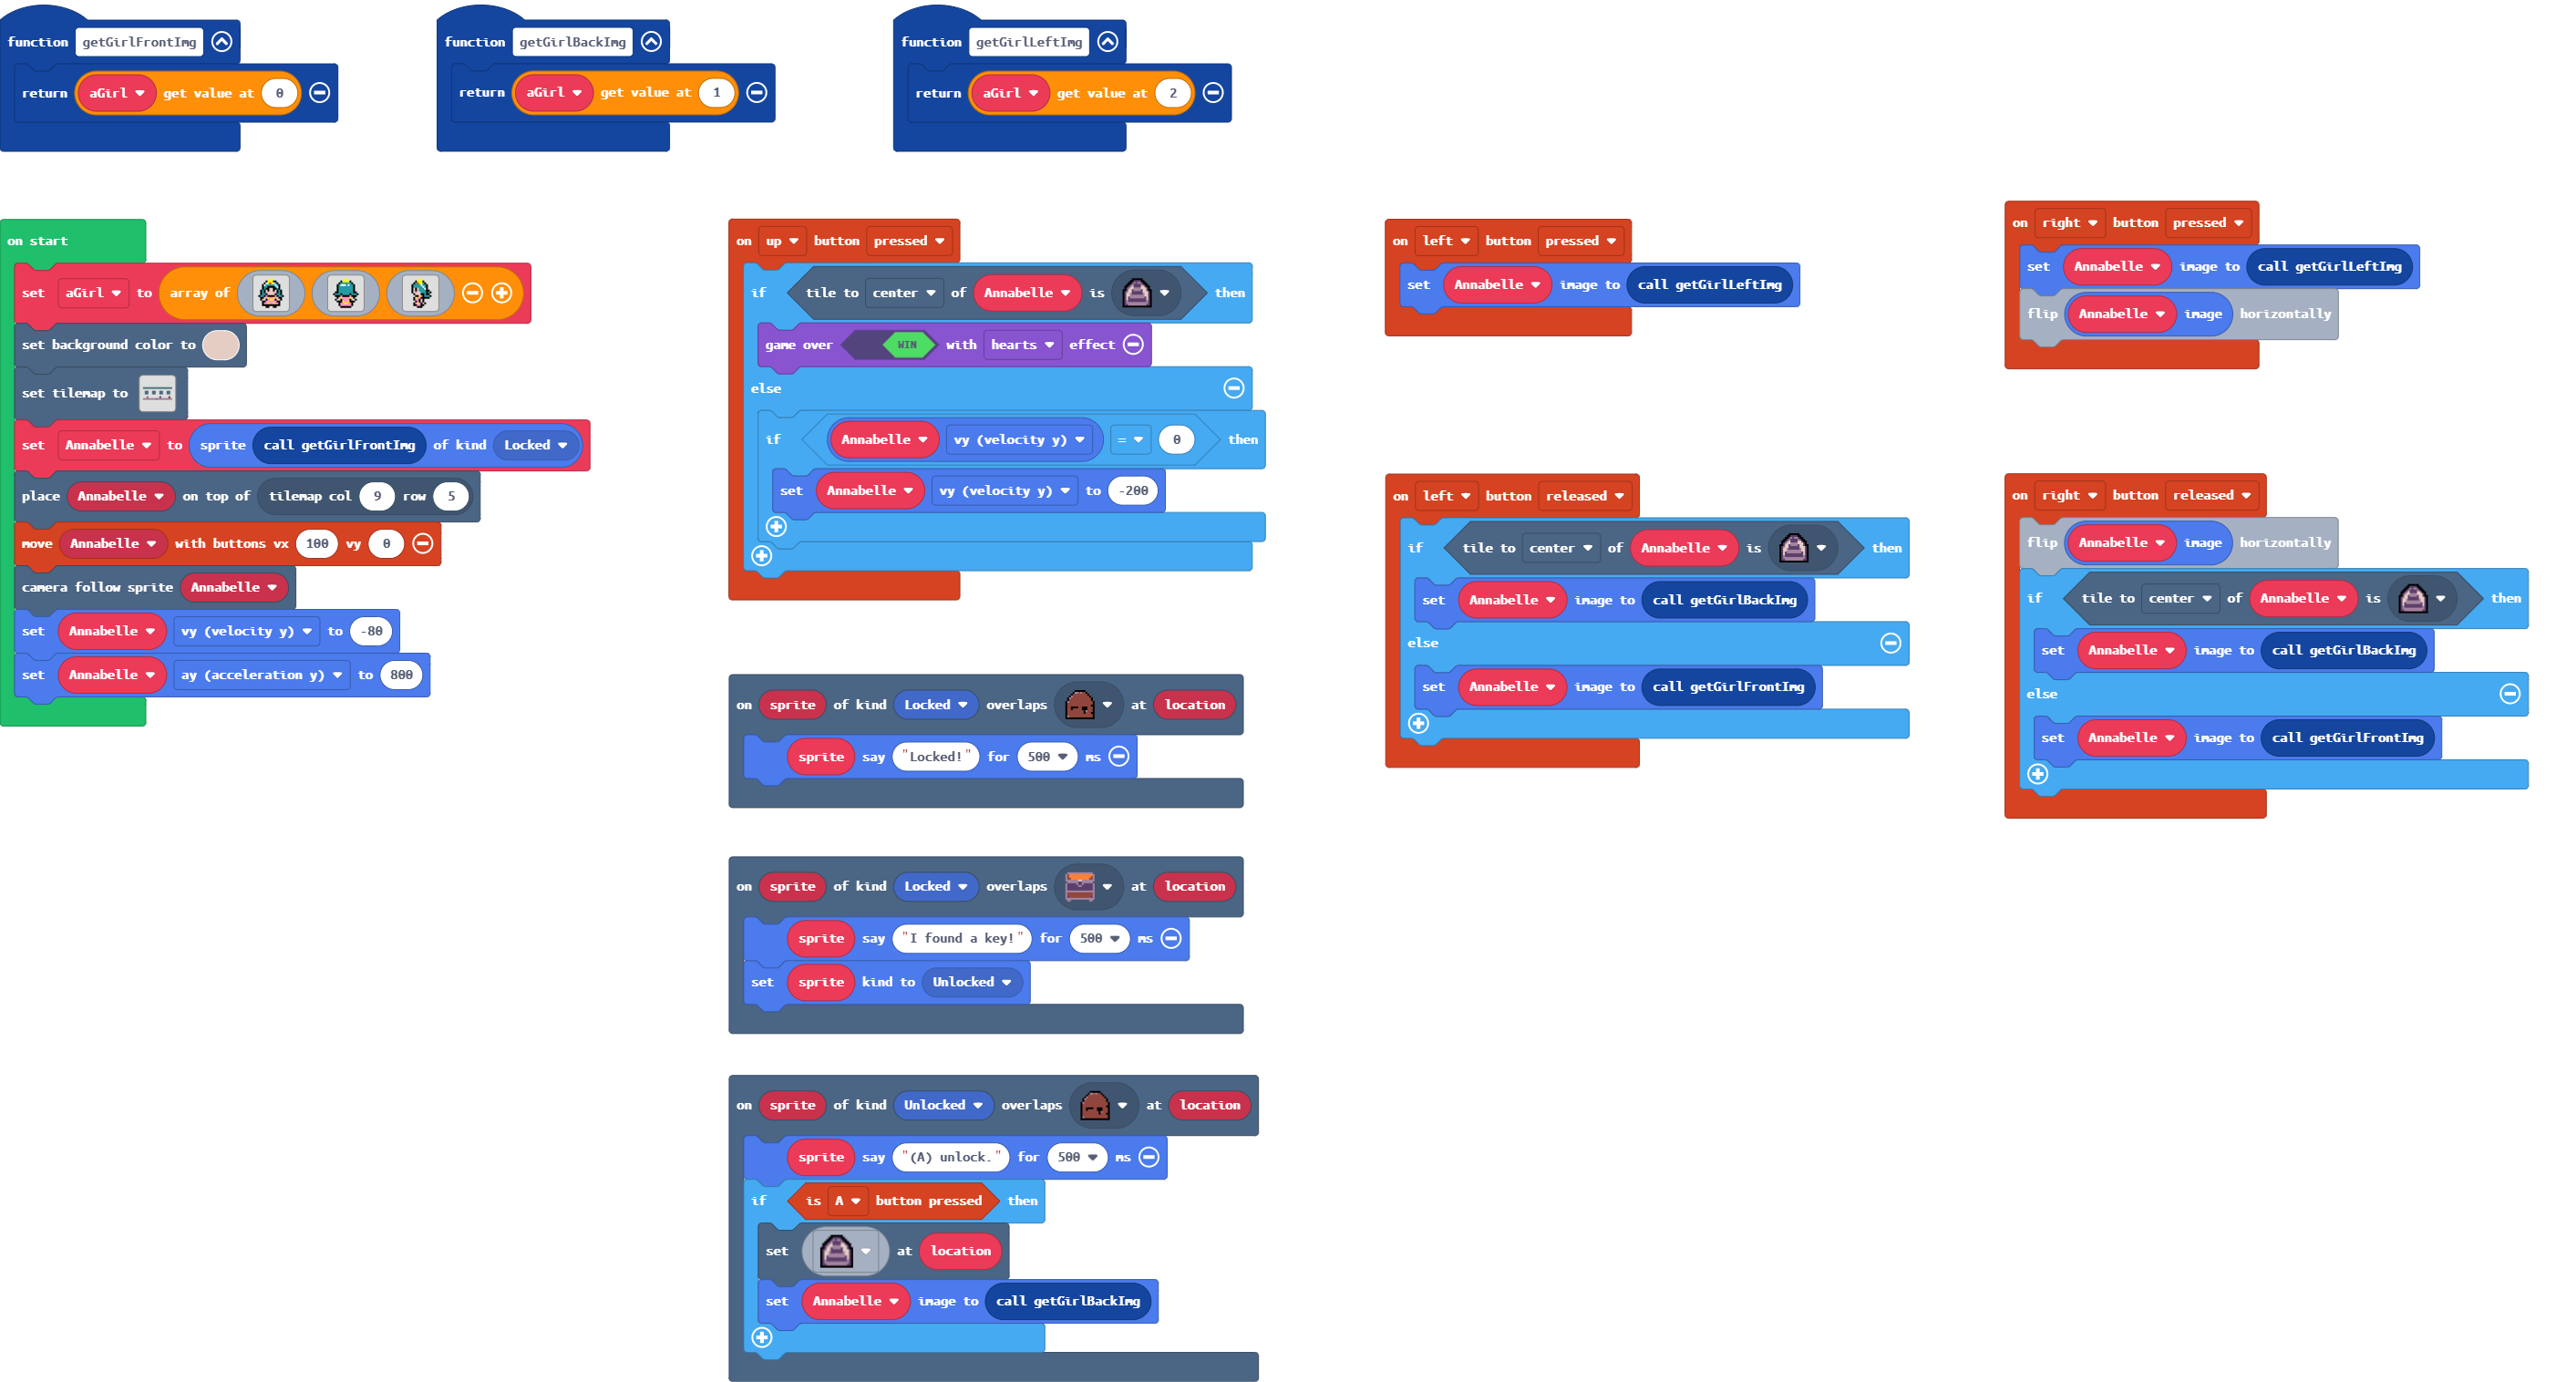 function getGirlFrontImg
return aGirl get value at 0
function getGirlBackImg
return aGirl get value at 1
function getGirlLeftImg
return aGirl get value at 2
on start
set aGirl to array of
set background color to
set tilemap to
set Annabelle to sprite call getGirlFrontImg of kind Locked
place Annabelle on top of tilemap col 9 row 5
move Annabelle with buttons vx 100 vy 0
camera follow sprite Annabelle
set Annabelle vy (velocity y) to -80
set Annabelle ay (acceleration y) to 800
on up button pressed
if tile to center of Annabelle is then
game over WIN with hearts effect
else
if Annabelle vy (velocity y) = 0 then
set Annabelle vy (velocity y) to -200
on sprite of kind Locked overlaps at location
sprite say "Locked!" for 500 ms
on sprite of kind Locked overlaps at location
sprite say "I found a key!" for 500 ms
set sprite kind to Unlocked
on sprite of kind Unlocked overlaps at location
sprite say "(A) unlock." for 500 ms
if is A button pressed then
set at location
set Annabelle image to call getGirlBackImg
on left button pressed
set Annabelle image to call getGirlLeftImg
on left button released
if tile to center of Annabelle is then
set Annabelle image to call getGirlBackImg
else
set Annabelle image to call getGirlFrontImg
on right button pressed
set Annabelle image to call getGirlLeftImg
flip Annabelle image horizontally
on right button released
flip Annabelle image horizontally
if tile to center of Annabelle is then
set Annabelle image to call getGirlBackImg
else
set Annabelle image to call getGirlFrontImg